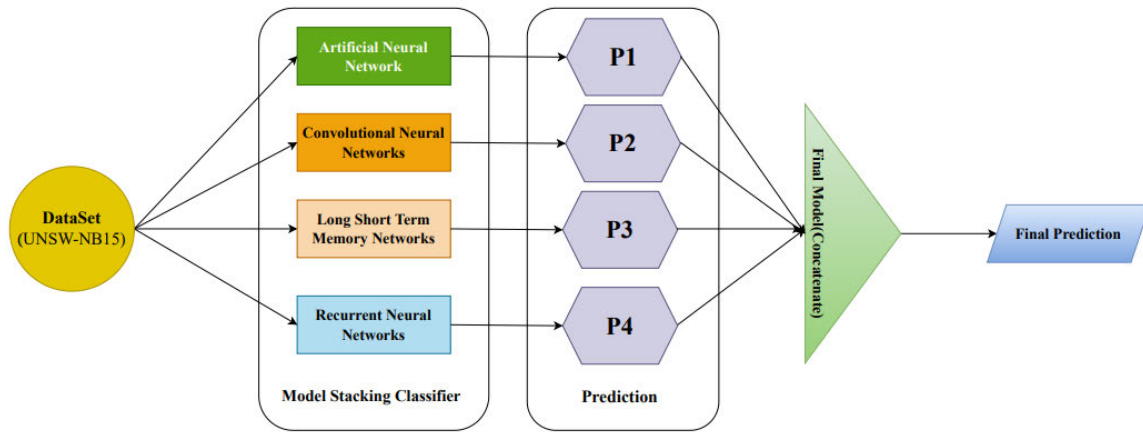 DataSet
(UNSW-NB15)
Artificial Neural
Network
Convolutional Neural
Networks
Long Short Term
Memory Networks
Recurrent Neural
Networks
Model Stacking Classifier
P1
P2
P3
P4
Prediction
Final Model(Concatenate)
Final Prediction